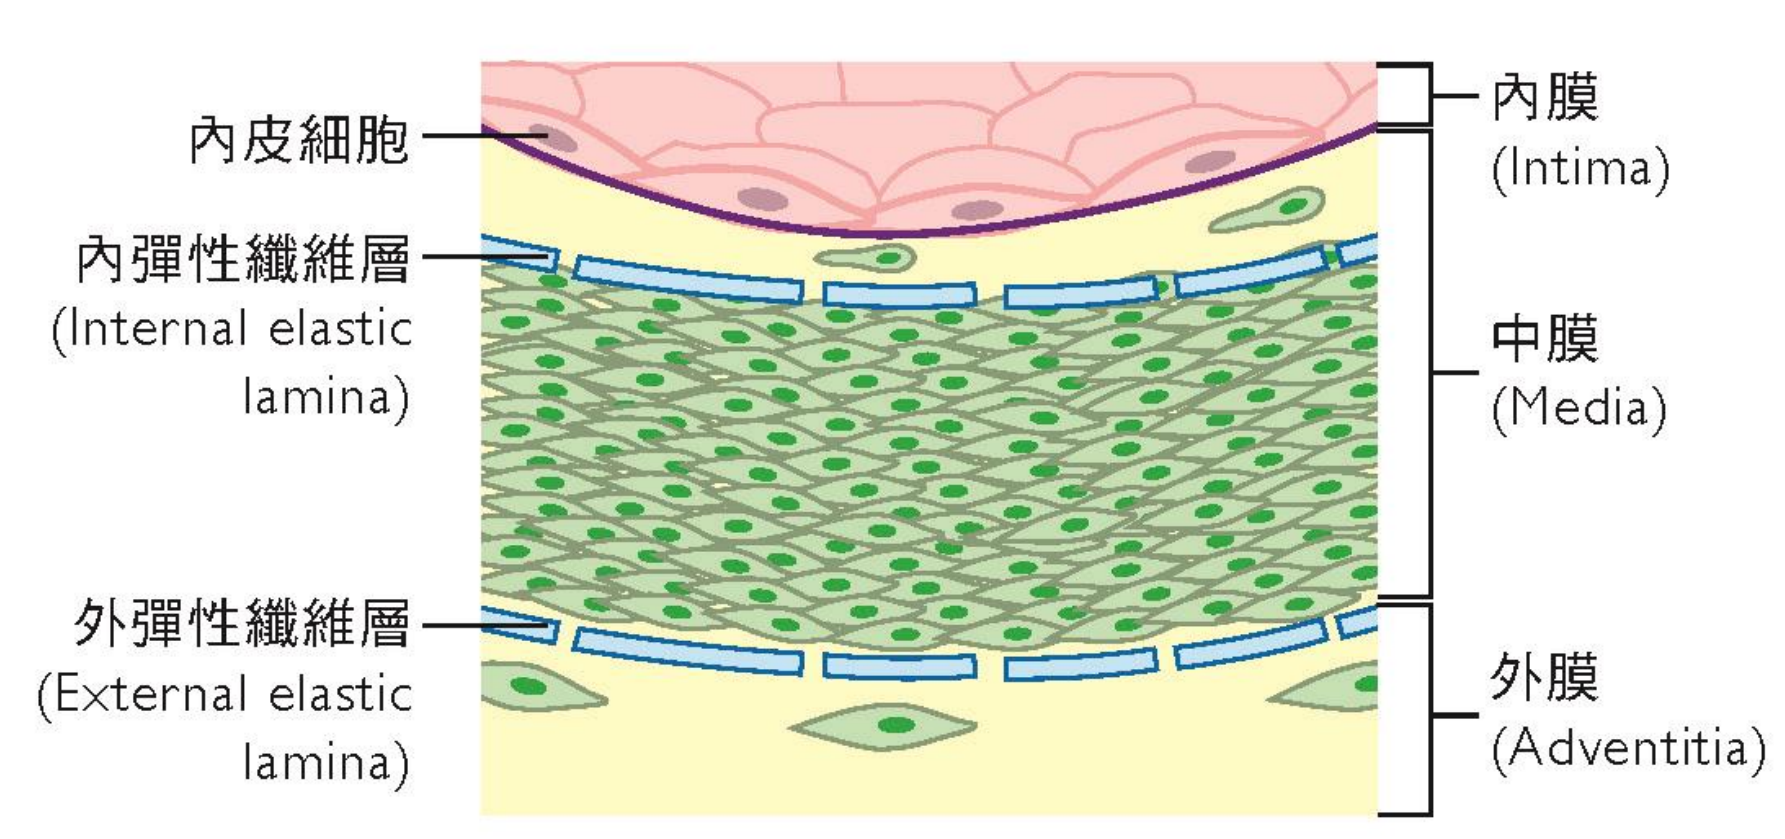 內皮細胞
內彈性纖維層
(Internal elastic
lamina)
外彈性纖維層
(External elastic
lamina)
內膜
(Intima)
中膜
(Media)
外膜
(Adventitia)